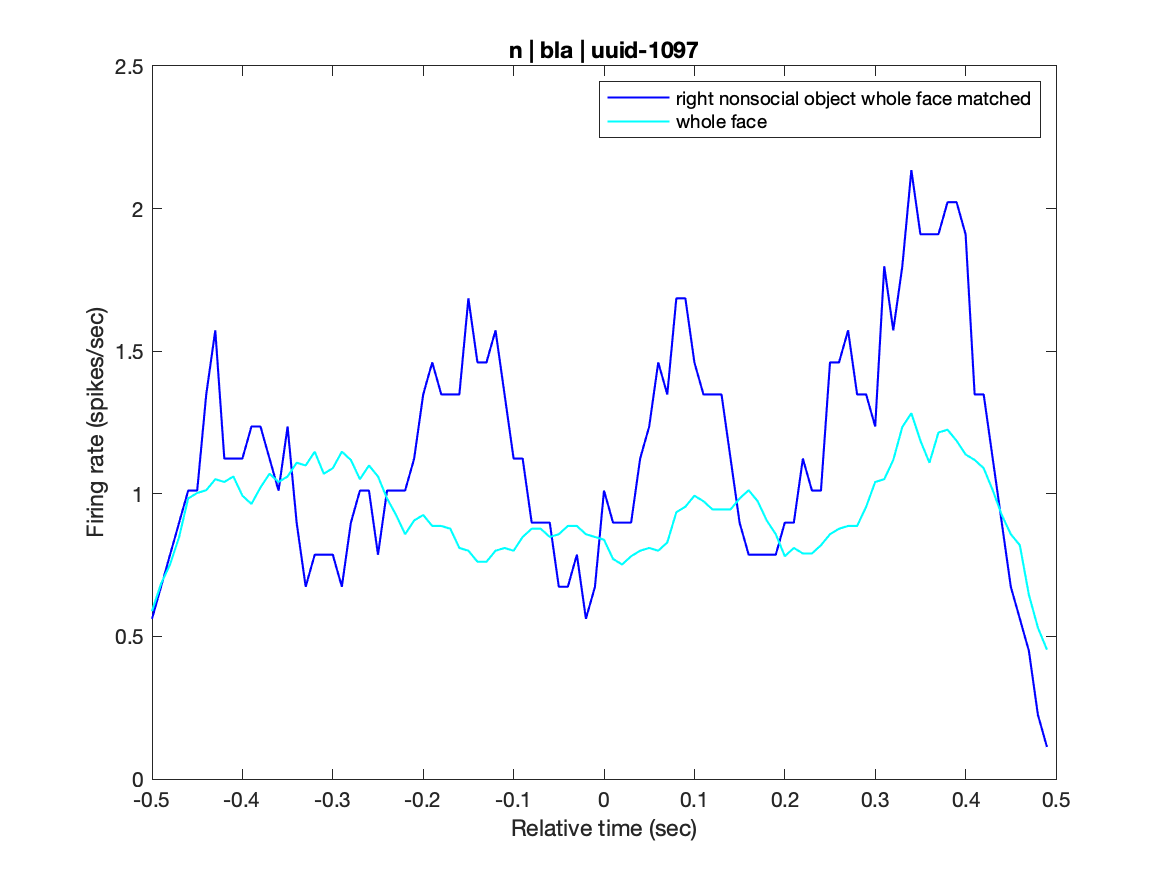 n | bla | uuid-1097
2.5
right nonsocial object whole face matched
whole face
2
1.5
1
0.5
0
Firing rate (spikes/sec)
-0.5 -0.4 -0.3 -0.2 -0.1 0 0.1 0.2 0.3 0.4 0.5
Relative time (sec)